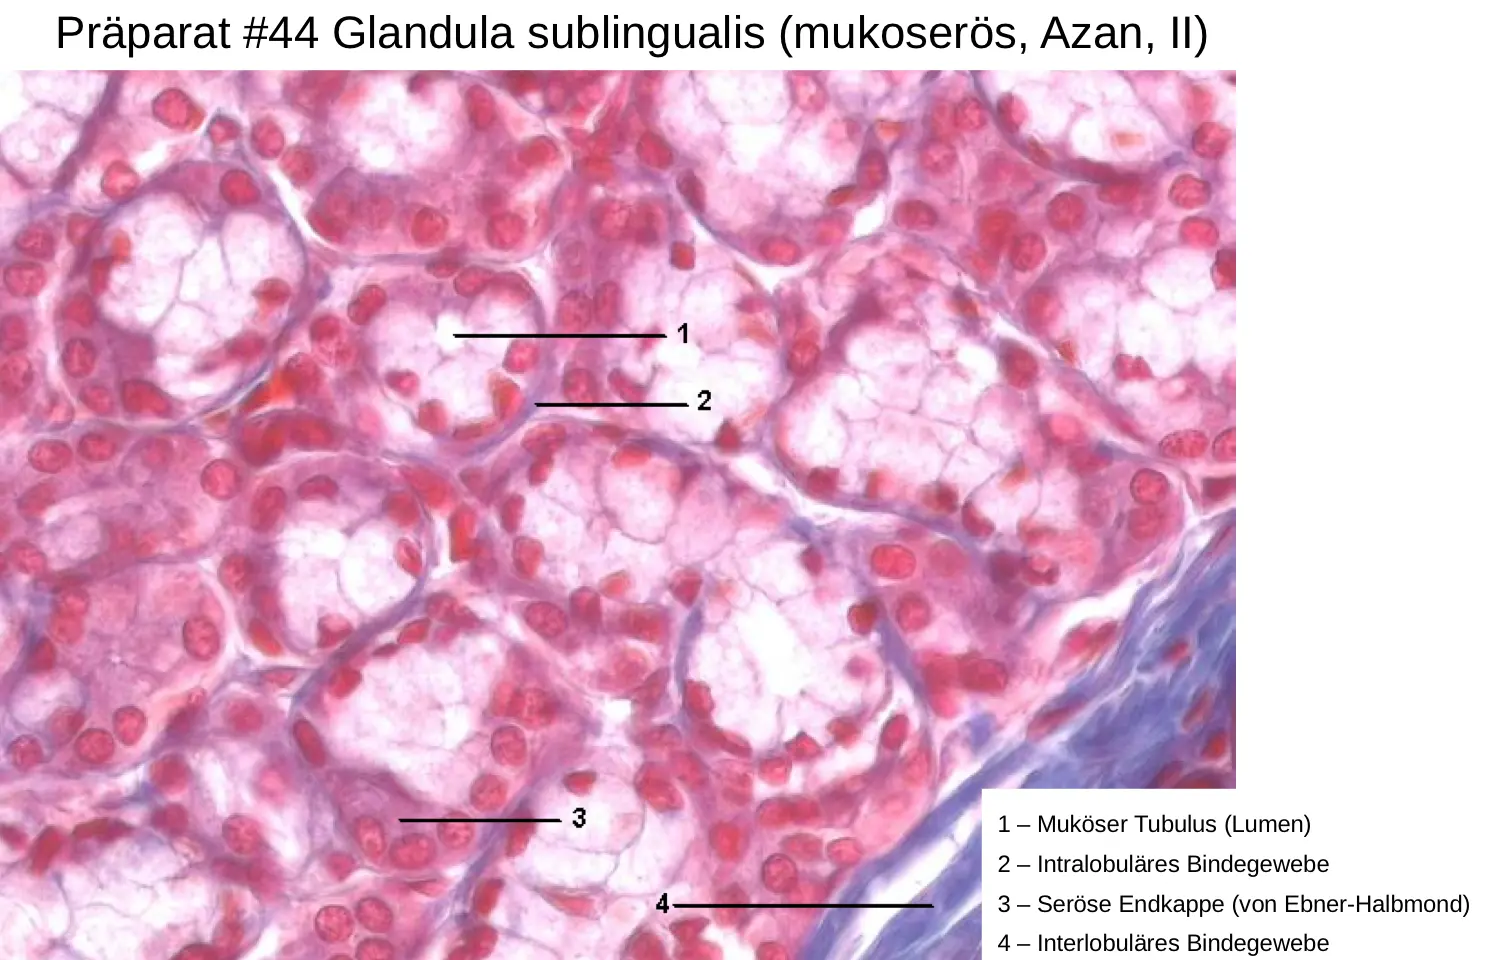 Präparat #44 Glandula sublingualis (mukoserös, Azan, II)
1
2
3
4
1 – Muköser Tubulus (Lumen)
2 – Intralobuläres Bindegewebe
3 – Seröse Endkappe (von Ebner-Halbmond)
4 – Interlobuläres Bindegewebe